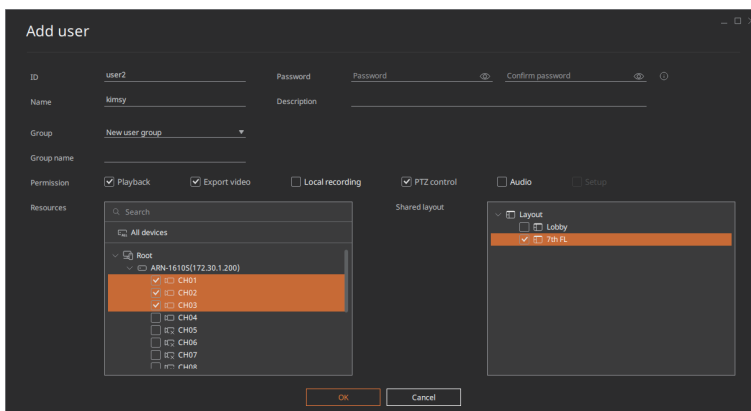 Add user
ID user2 Password Password Confirm password
Name kimsy Description
Group New user group
Group name
Permission Playback Export video Local recording PTZ control Audio Setup
Resources Search Shared layout
All devices
Root
ARN-1610S(172.30.1.200)
CH01
CH02
CH03
CH04
CH05
CH06
CH07
CH08
Layout
Lobby
7th FL
OK Cancel